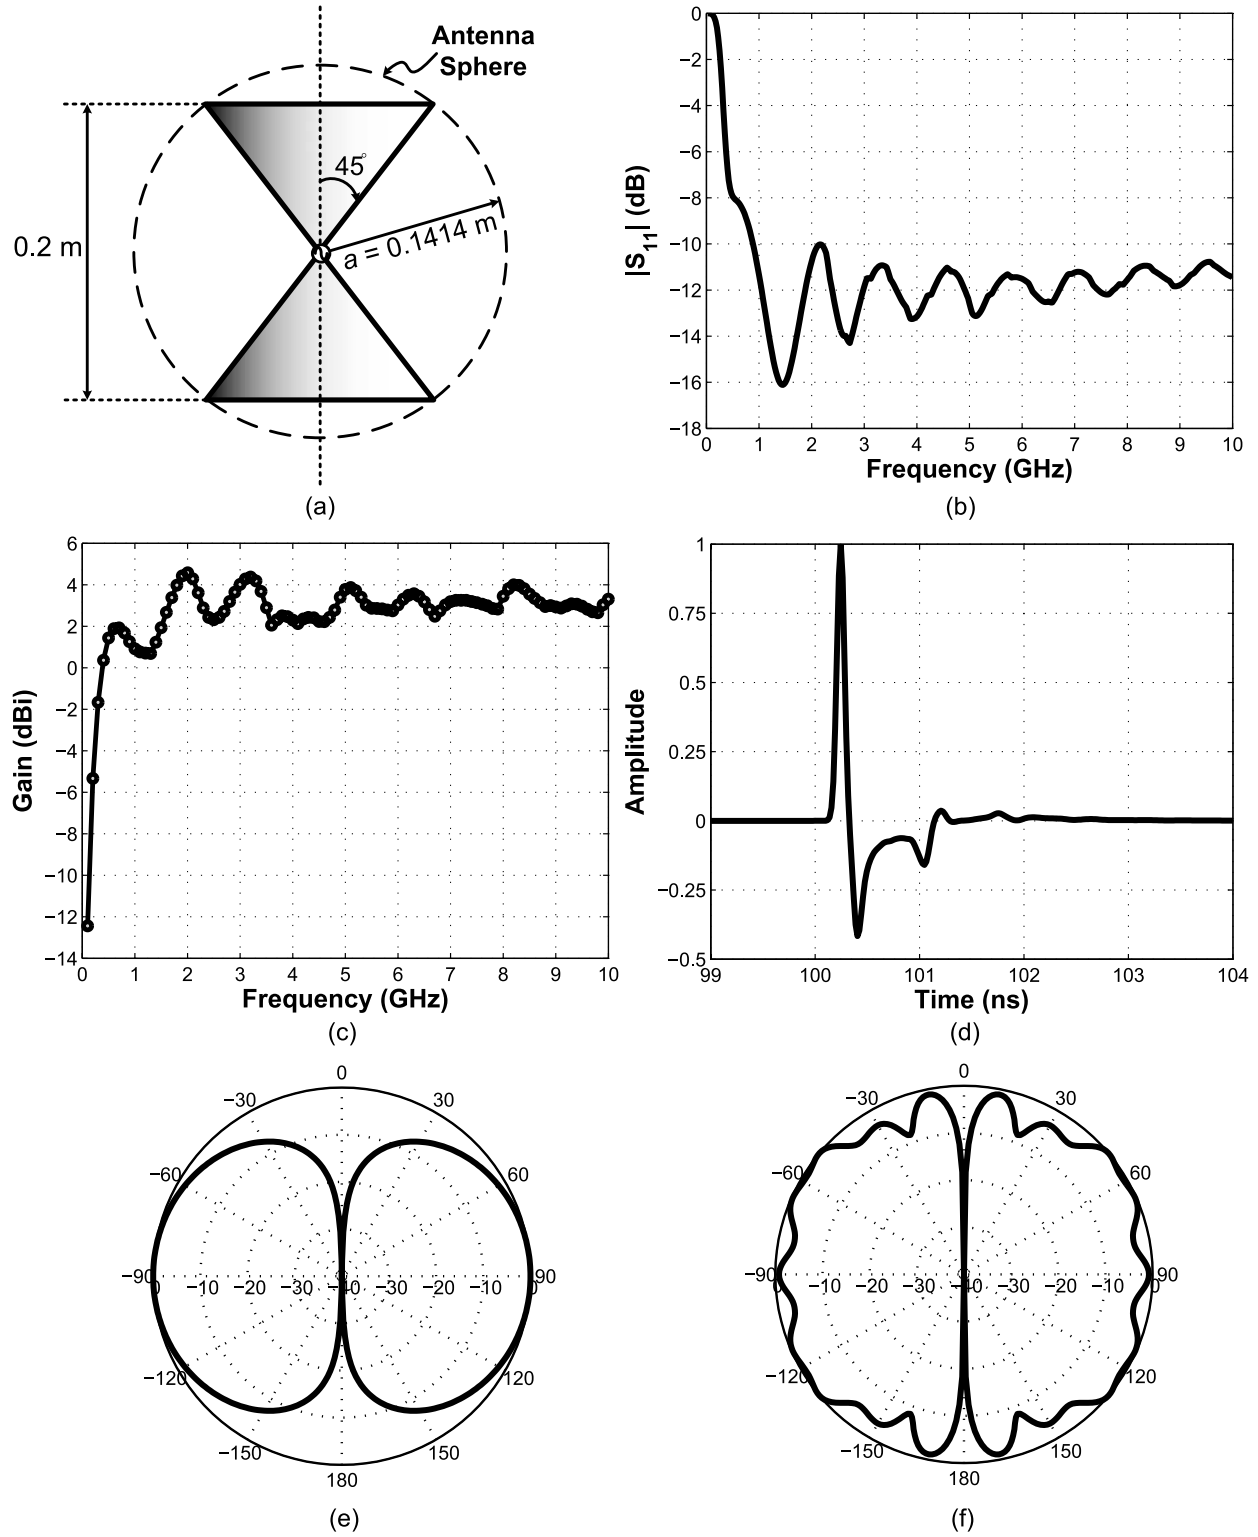 Antenna
Sphere
45°
0.2 m
a = 0.1414 m
(a)
0
−2
−4
−6
−8
−10
−12
−14
−16
−18
|S11| (dB)
0 1 2 3 4 5 6 7 8 9 10
Frequency (GHz)
(b)
6
4
2
0
−2
−4
−6
−8
−10
−12
−14
Gain (dBi)
0 1 2 3 4 5 6 7 8 9 10
Frequency (GHz)
(c)
1
0.75
0.5
0.25
0
−0.25
−0.5
Amplitude
99 100 101 102 103 104
Time (ns)
(d)
0
−30 30
−60 60
−90 0 −10 −20 −30 −40 −30 −20 −10 0 90
−120 120
−150 150
180
(e)
0
−30 30
−60 60
−90 0 −10 −20 −30 −40 −30 −20 −10 0 90
−120 120
−150 150
180
(f)